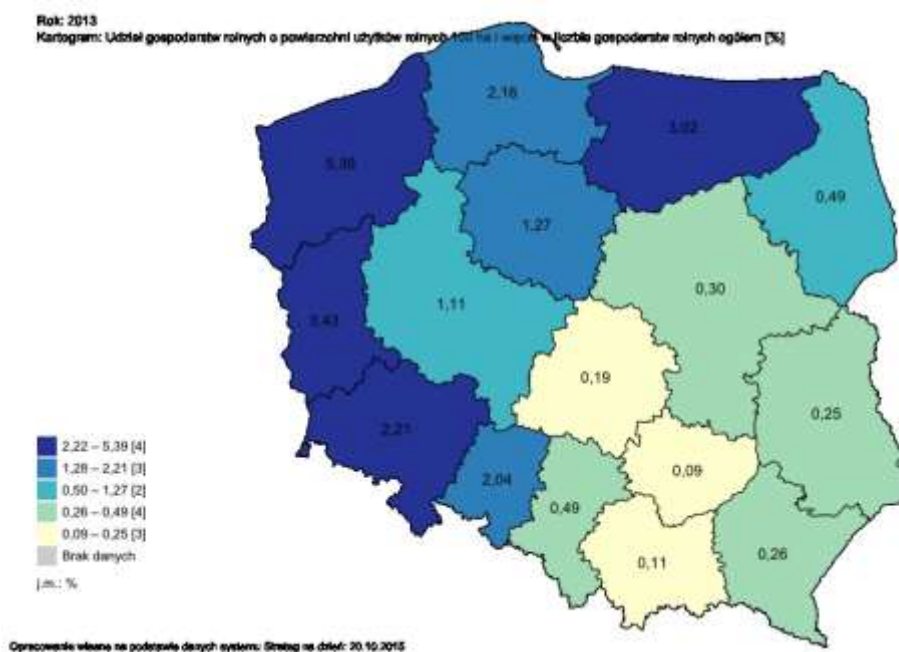 Rok: 2013
Kartogram: Udział gospodarstw rolnych o powierzchni użytków rolnych 100 ha i więcej w liczbie gospodarstw rolnych ogółem [%]
2,16
3,02
5,39
0,49
1,27
0,30
1,11
3,43
0,19
0,25
2,21
0,09
2,04
0,49
0,26
0,11
2,22 – 5,39 [4]
1,28 – 2,21 [3]
0,50 – 1,27 [2]
0,26 – 0,49 [4]
0,09 – 0,25 [3]
Brak danych
j.m.: %
Opracowanie własne na podstawie danych systemu Strateg na dzień: 20.10.2015